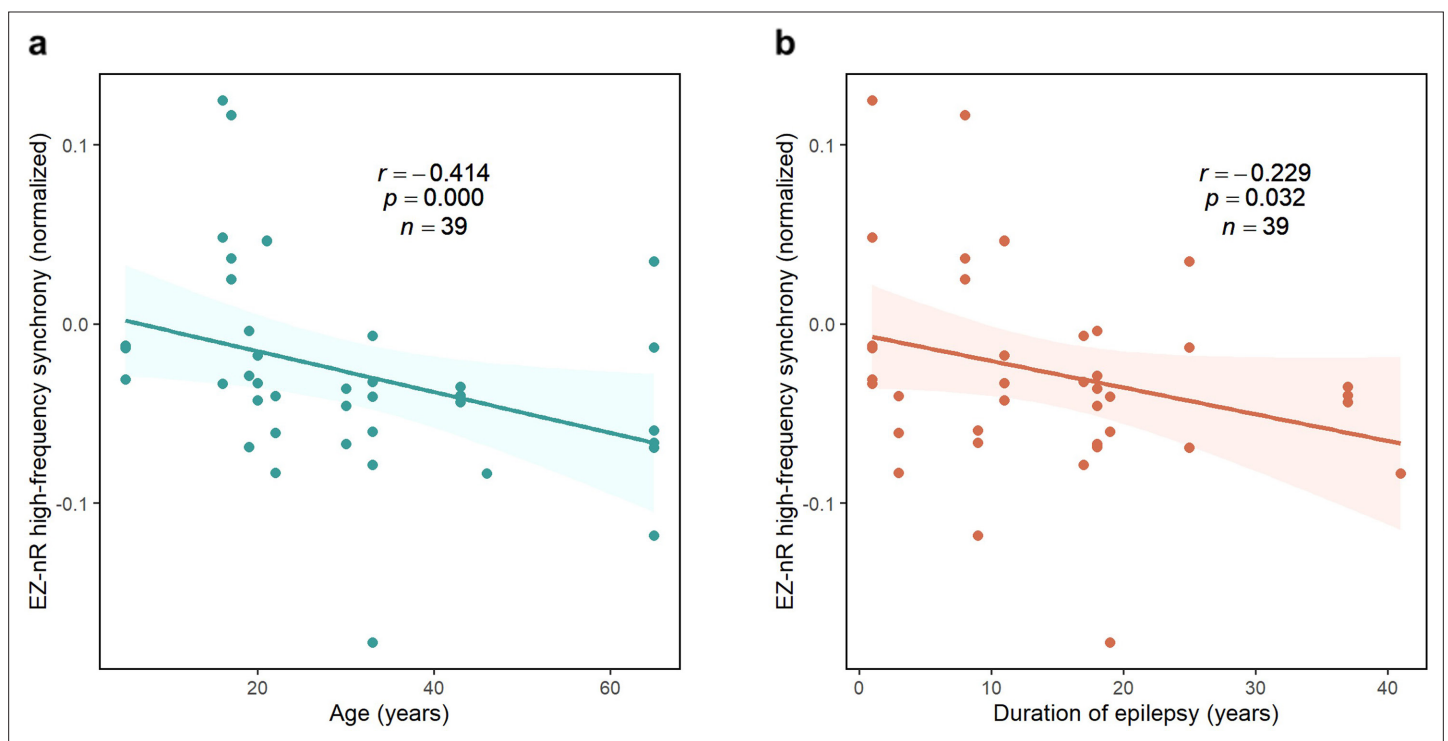 a
EZ-nR high-frequency synchrony (normalized)
0.1
0.0
-0.1
r = −0.414
p = 0.000
n = 39
20
40
60
Age (years)
b
EZ-nR high-frequency synchrony (normalized)
0.1
0.0
-0.1
r = −0.229
p = 0.032
n = 39
0
10
20
30
40
Duration of epilepsy (years)